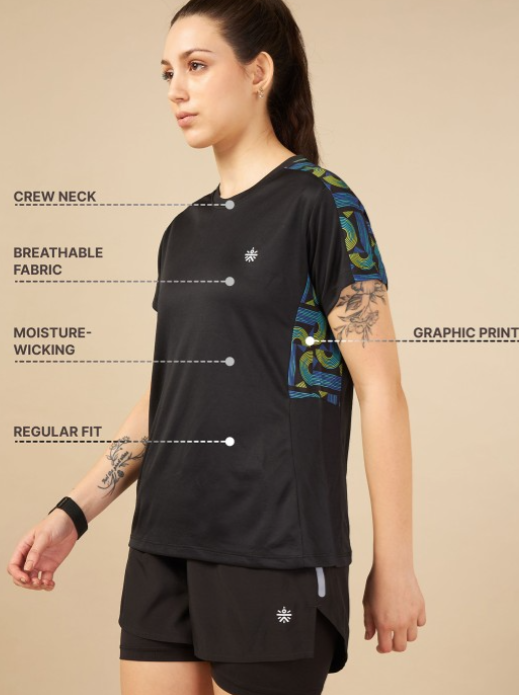 CREW NECK
BREATHABLE
FABRIC
MOISTURE-
WICKING
GRAPHIC PRINT
REGULAR FIT